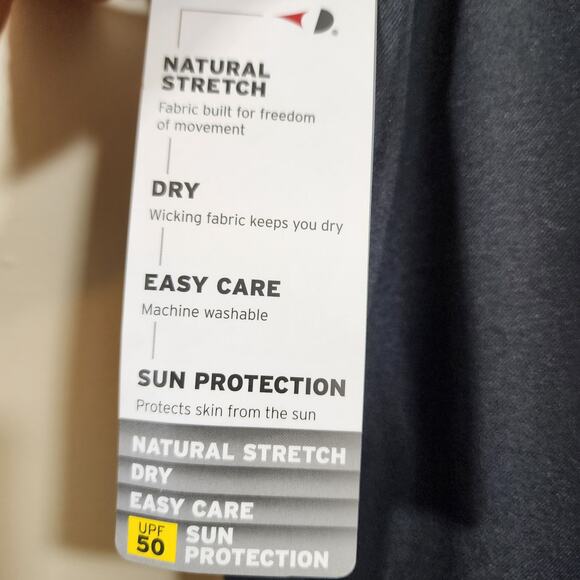 NATURAL
STRETCH
Fabric built for freedom
of movement
DRY
Wicking fabric keeps you dry
EASY CARE
Machine washable
SUN PROTECTION
Protects skin from the sun
NATURAL STRETCH
DRY
EASY CARE
UPF
50
SUN
PROTECTION